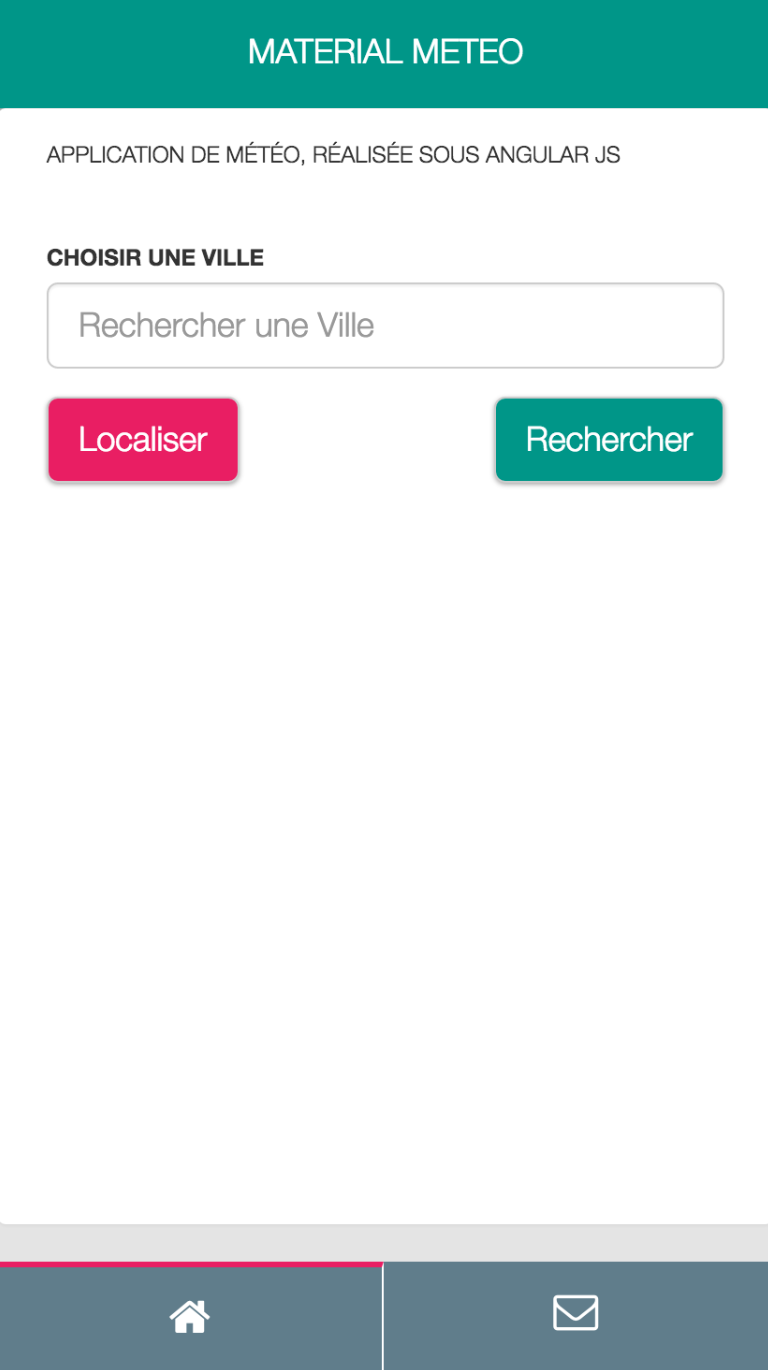 MATERIAL METEO
APPLICATION DE MÉTÉO, RÉALISÉE SOUS ANGULAR JS
CHOISIR UNE VILLE
Rechercher une Ville
Localiser
Rechercher